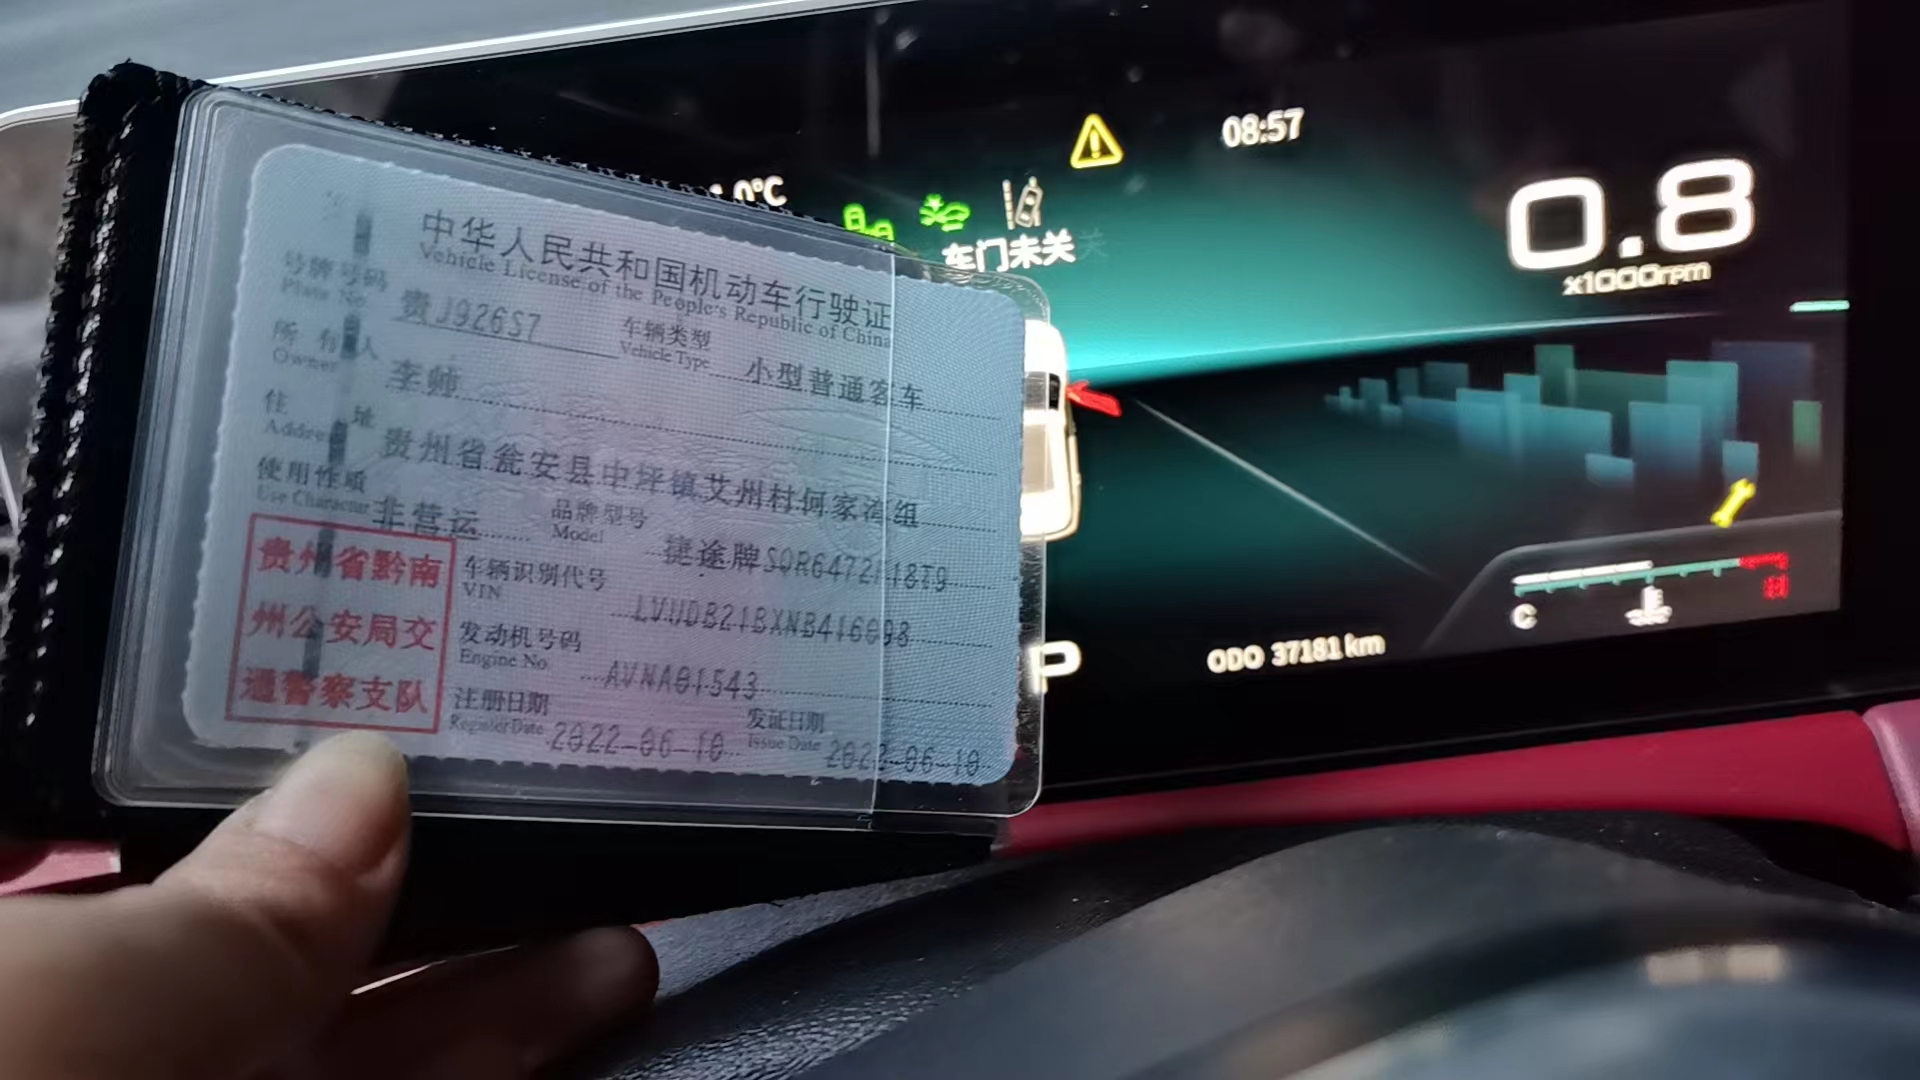 中华人民共和国机动车行驶证
Vehicle License of the People's Republic of China
号牌号码
Plate No.
贵J926S7
车辆类型
Vehicle Type
小型普通客车
所有人
Owner
李帅
住址
Address
贵州省瓮安县中坪镇艾州村何家湾组
使用性质
Use Character
非营运
品牌型号
Model
捷途牌SQR6472H18T9
车辆识别代号
VIN
LVUDB21BXNB416098
发动机号码
Engine No.
AVNA01543
注册日期
Register Date
2022-06-10
发证日期
Issue Date
2022-06-10
贵州省黔南
州公安局交
通警察支队
08:57
.0°C
车门未关
0.8
x1000rpm
P
ODO 37181 km
C
H